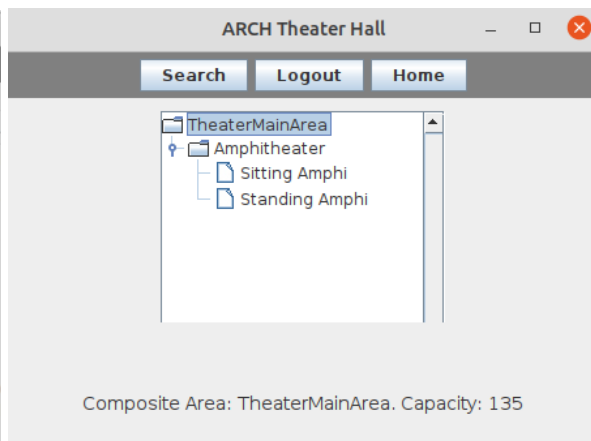 ARCH Theater Hall
Search Logout Home
TheaterMainArea
Amphitheater
Sitting Amphi
Standing Amphi
Composite Area: TheaterMainArea. Capacity: 135